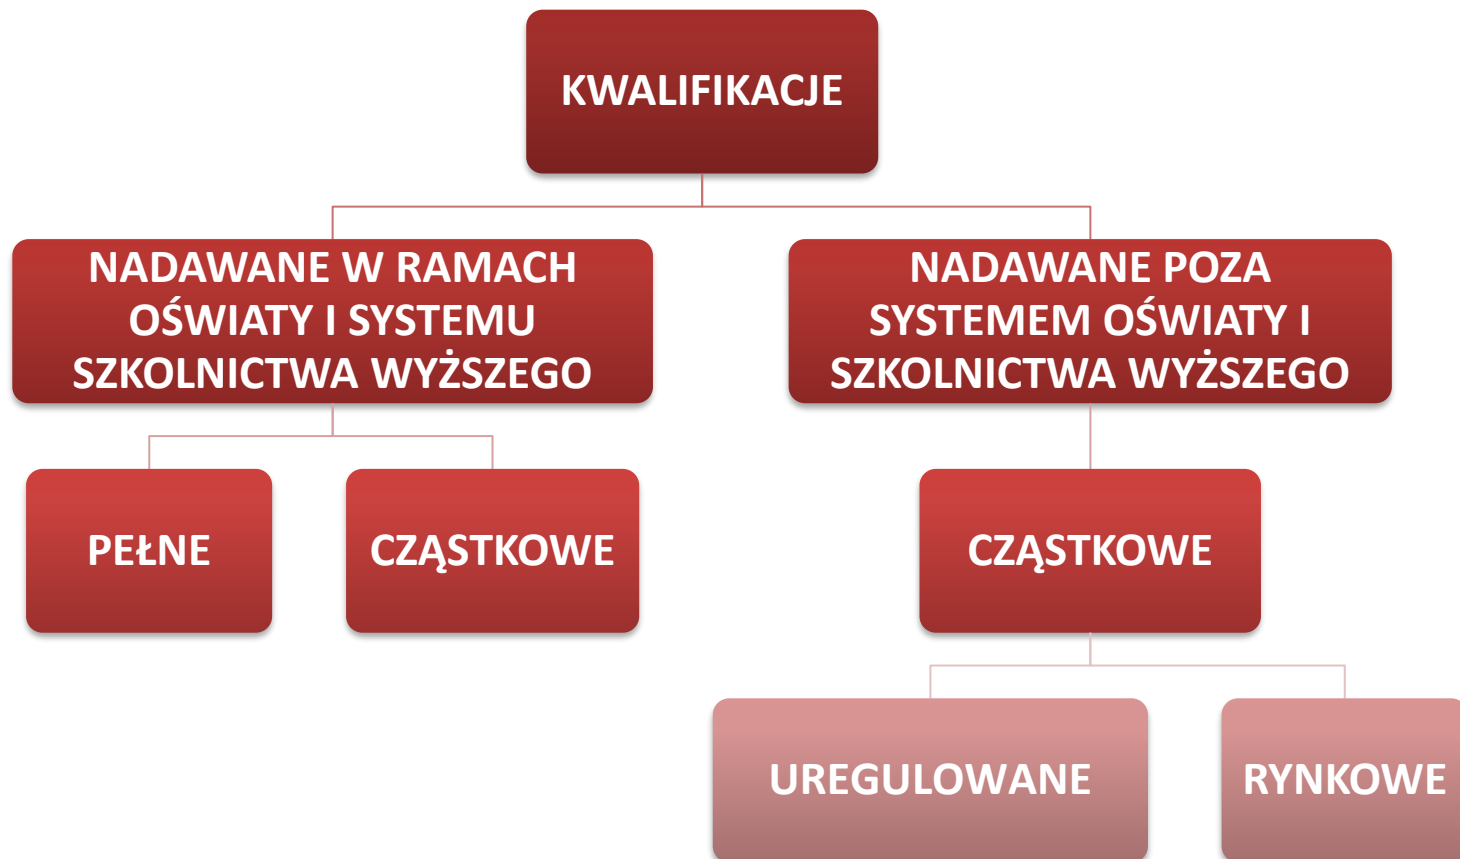 KWALIFIKACJE
NADAWANE W RAMACH
OŚWIATY I SYSTEMU
SZKOLNICTWA WYŻSZEGO
NADAWANE POZA
SYSTEMEM OŚWIATY I
SZKOLNICTWA WYŻSZEGO
PEŁNE
CZĄSTKOWE
CZĄSTKOWE
UREGULOWANE
RYNKOWE